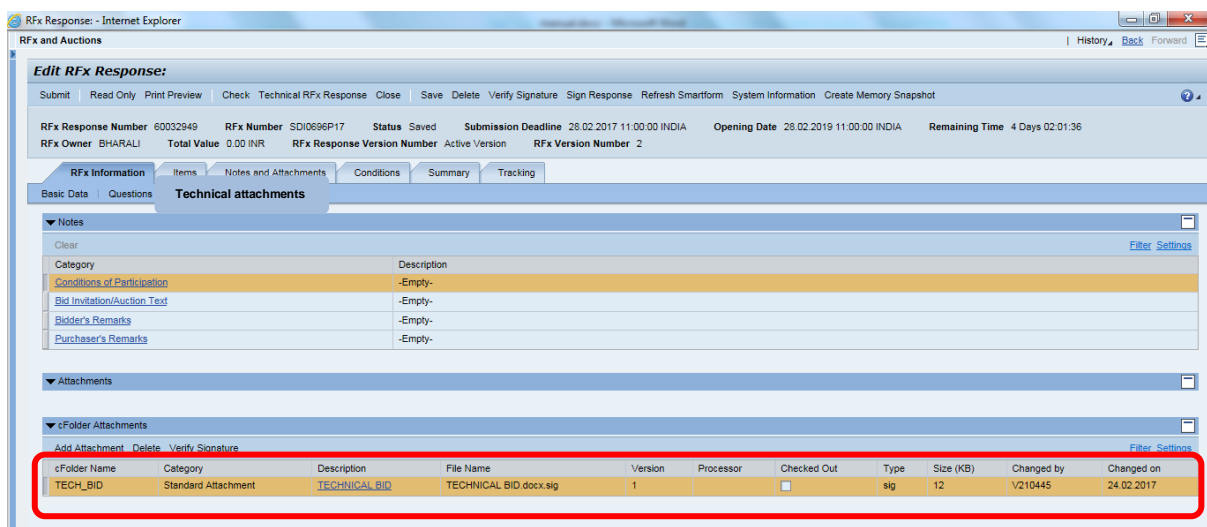 RFx Response: - Internet Explorer
manual.docx - Microsoft Word
RFx and Auctions | History Back Forward
Edit RFx Response:
Submit | Read Only Print Preview | Check Technical RFx Response Close | Save Delete Verify Signature Sign Response Refresh Smartform System Information Create Memory Snapshot
RFx Response Number 60032949 RFx Number SDI0696P17 Status Saved Submission Deadline 28.02.2017 11:00:00 INDIA Opening Date 28.02.2019 11:00:00 INDIA Remaining Time 4 Days 02:01:36
RFx Owner BHARALI Total Value 0.00 INR RFx Response Version Number Active Version RFx Version Number 2
RFx Information Items Notes and Attachments Conditions Summary Tracking
Basic Data | Questions Technical attachments
Notes
Clear Filter Settings
Category Description
Conditions of Participation -Empty-
Bid Invitation/Auction Text -Empty-
Bidder's Remarks -Empty-
Purchaser's Remarks -Empty-
Attachments
cFolder Attachments
Add Attachment Delete Verify Signature Filter Settings
cFolder Name Category Description File Name Version Processor Checked Out Type Size (KB) Changed by Changed on
TECH_BID Standard Attachment TECHNICAL BID TECHNICAL BID.docx.sig 1 sig 12 V210445 24.02.2017